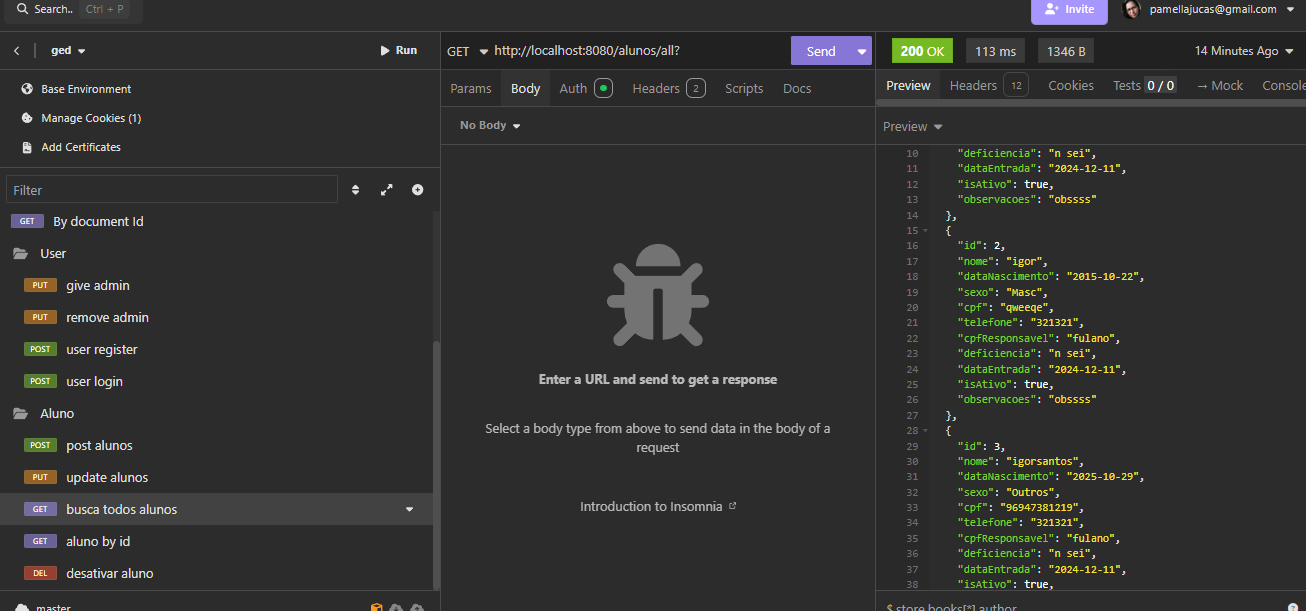 Search.. Ctrl + P
Invite
pamellajucas@gmail.com
ged
Run
Base Environment
Manage Cookies (1)
Add Certificates
Filter
GET By document Id
User
PUT give admin
PUT remove admin
POST user register
POST user login
Aluno
POST post alunos
PUT update alunos
GET busca todos alunos
GET aluno by id
DEL desativar aluno
master
GET http://localhost:8080/alunos/all?
Send
Params Body Auth Headers 2 Scripts Docs
No Body
Enter a URL and send to get a response
Select a body type from above to send data in the body of a
request
Introduction to Insomnia
200 OK 113 ms 1346 B 14 Minutes Ago
Preview Headers 12 Cookies Tests 0 / 0 → Mock Console
Preview
10 "deficiencia": "n sei",
11 "dataEntrada": "2024-12-11",
12 "isAtivo": true,
13 "observacoes": "obssss"
14 },
15 {
16 "id": 2,
17 "nome": "igor",
18 "dataNascimento": "2015-10-22",
19 "sexo": "Masc",
20 "cpf": "qweeqe",
21 "telefone": "321321",
22 "cpfResponsavel": "fulano",
23 "deficiencia": "n sei",
24 "dataEntrada": "2024-12-11",
25 "isAtivo": true,
26 "observacoes": "obssss"
27 },
28 {
29 "id": 3,
30 "nome": "igorsantos",
31 "dataNascimento": "2025-10-29",
32 "sexo": "Outros",
33 "cpf": "96947381219",
34 "telefone": "321321",
35 "cpfResponsavel": "fulano",
36 "deficiencia": "n sei",
37 "dataEntrada": "2024-12-11",
38 "isAtivo": true,
$.store.books[*].author